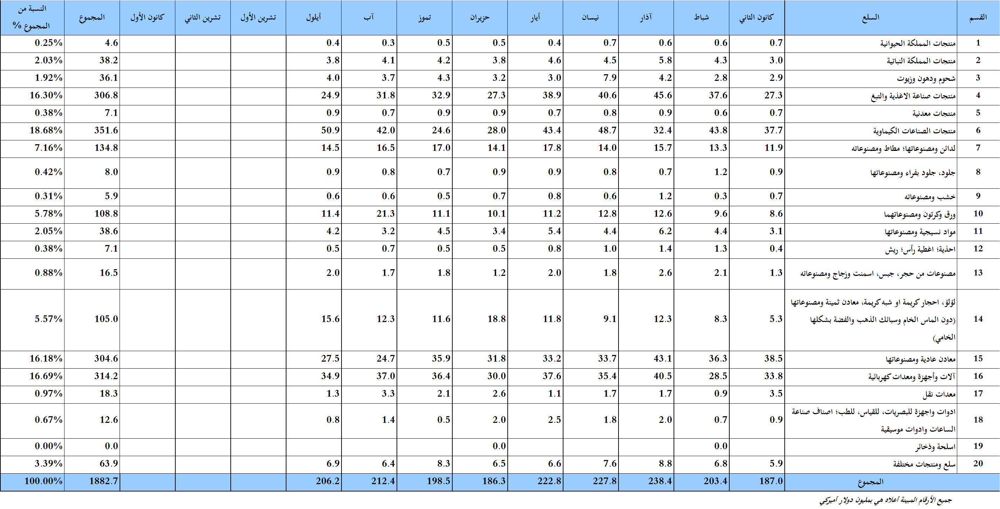 القسم السلع كانون الثاني شباط آذار نيسان أيار حزيران تموز آب أيلول تشرين الأول تشرين الثاني كانون الأول المجموع النسبة من
المجموع %
1 منتجات المملكة الحيوانية 0.7 0.6 0.6 0.7 0.4 0.5 0.5 0.3 0.4 4.6 0.25%
2 منتجات المملكة النباتية 3.0 4.3 5.8 4.5 4.6 3.8 4.2 4.1 3.8 38.2 2.03%
3 شحوم ودهون وزيوت 2.9 2.8 4.2 7.9 3.0 3.2 4.3 3.7 4.0 36.1 1.92%
4 منتجات صناعة الاغذية والتبغ 27.3 37.6 45.6 40.6 38.9 27.3 32.9 31.8 24.9 306.8 16.30%
5 منتجات معدنية 0.7 0.6 0.9 0.8 0.7 0.9 0.9 0.7 0.9 7.1 0.38%
6 منتجات الصناعات الكيماوية 37.7 43.8 32.4 48.7 43.4 28.0 24.6 42.0 50.9 351.6 18.68%
7 لدائن ومصنوعاتها؛ مطاط ومصنوعاته 11.9 13.3 15.7 14.0 17.8 14.1 17.0 16.5 14.5 134.8 7.16%
8 جلود، جلود بفراء ومصنوعاتها 0.9 1.2 0.7 0.8 0.9 0.9 0.7 0.8 0.9 8.0 0.42%
9 خشب ومصنوعاته 0.7 0.3 1.2 0.6 0.8 0.7 0.5 0.6 0.6 5.9 0.31%
10 ورق وكرتون ومصنوعاتهما 8.6 9.6 12.6 12.8 11.2 10.1 11.1 21.3 11.4 108.8 5.78%
11 مواد نسيجية ومصنوعاتها 3.1 4.4 6.2 4.4 5.4 3.4 4.5 3.2 4.2 38.6 2.05%
12 احذية؛ اغطية رأس؛ ريش 0.4 1.3 1.4 1.0 0.8 0.5 0.5 0.7 0.5 7.1 0.38%
13 مصنوعات من حجر، جبس، اسمنت وزجاج ومصنوعاته 1.3 2.1 2.6 1.8 2.0 1.2 1.8 1.7 2.0 16.5 0.88%
لؤلؤ، احجار كريمة او شبه كريمة، معادن ثمينة ومصنوعاتها
14 (دون الماس الخام وسبائك الذهب والفضة بشكلها 5.3 8.3 12.3 9.1 11.8 18.8 11.6 12.3 15.6 105.0 5.57%
الخامي)
15 معادن عادية ومصنوعاتها 38.5 36.3 43.1 33.7 33.2 31.8 35.9 24.7 27.5 304.6 16.18%
16 آلات وأجهزة ومعدات كهربائية 33.8 28.5 40.5 35.4 37.6 30.0 36.4 37.0 34.9 314.2 16.69%
17 معدات نقل 3.5 0.9 1.7 1.7 1.1 2.6 2.1 3.3 1.3 18.3 0.97%
18 ادوات واجهزة للبصريات، للقياس، للطب؛ اصناف صناعة 0.9 0.7 2.0 1.8 2.5 2.0 0.5 1.4 0.8 12.6 0.67%
الساعات وادوات موسيقية
19 اسلحة وذخائر 0.0 0.0 0.0 0.00%
20 سلع ومنتجات مختلفة 5.9 6.8 8.8 7.6 6.6 6.5 8.3 6.4 6.9 63.9 3.39%
المجموع 187.0 203.4 238.4 227.8 222.8 186.3 198.5 212.4 206.2 1882.7 100.00%
جميع الأرقام المبينة أعلاه هي بمليون دولار أميركي